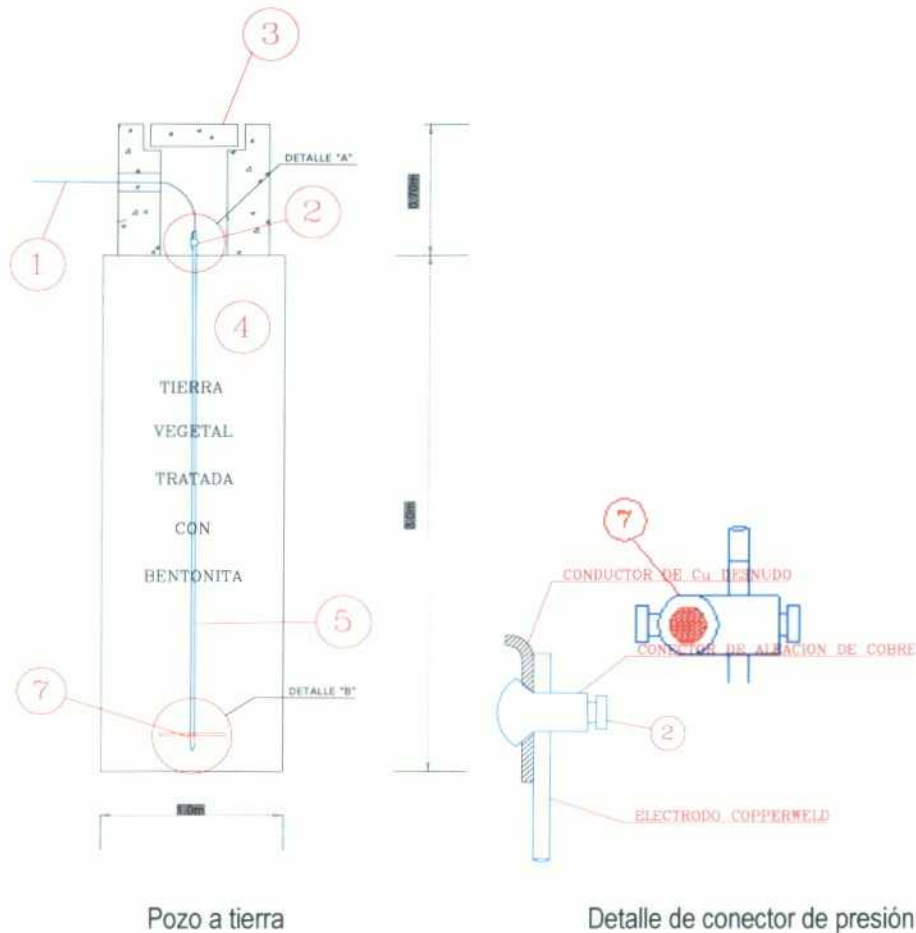 3
DETALLE "A"
0.70m
2
1
4
TIERRA
VEGETAL
TRATADA
CON
BENTONITA
5
7
DETALLE "B"
1.0m
7
CONDUCTOR DE Cu DESNUDO
CONECTOR DE ALEACION DE COBRE
2
ELECTRODO COPPERWELD
Pozo a tierra
Detalle de conector de presión